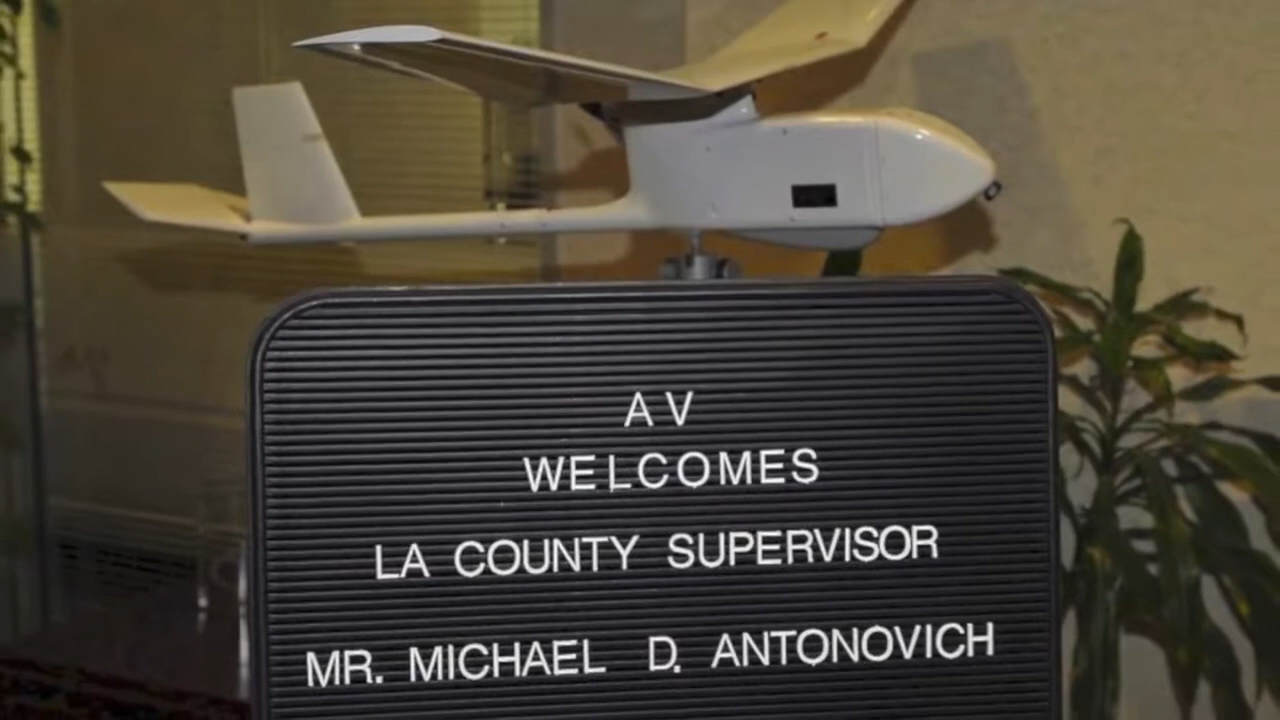 AV
WELCOMES
LA COUNTY SUPERVISOR
MR. MICHAEL D. ANTONOVICH